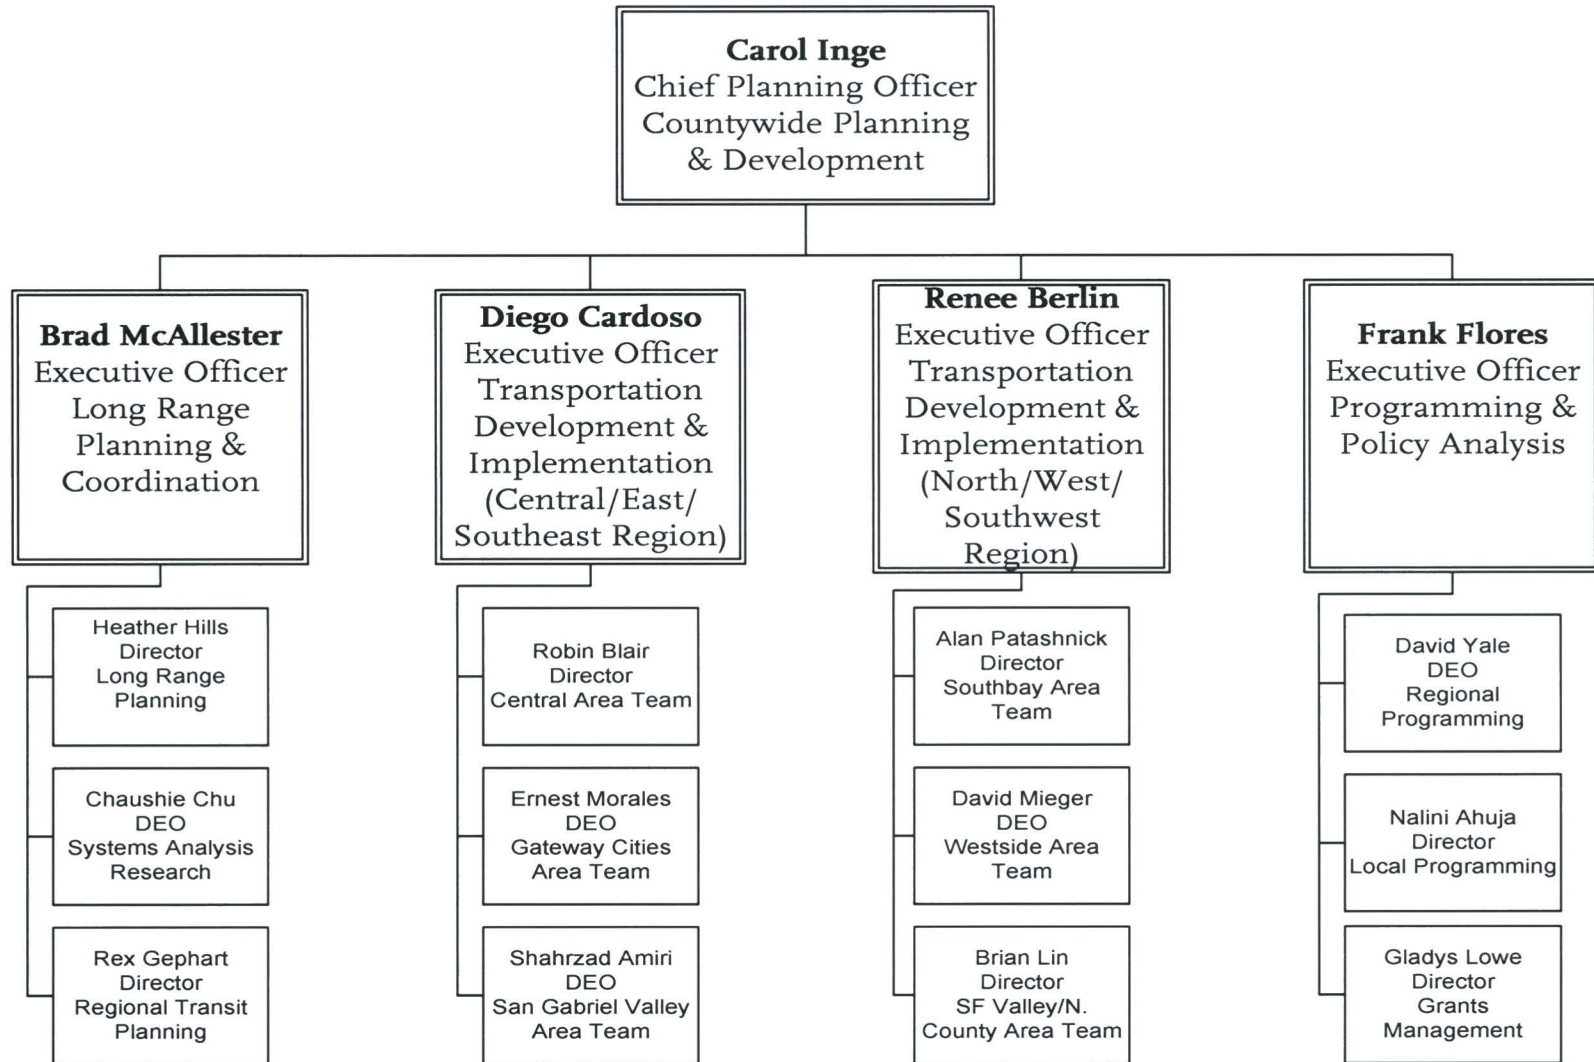 Carol Inge
Chief Planning Officer
Countywide Planning
& Development
Brad McAllester
Executive Officer
Long Range
Planning &
Coordination
Diego Cardoso
Executive Officer
Transportation
Development &
Implementation
(Central/East/
Southeast Region)
Renee Berlin
Executive Officer
Transportation
Development &
Implementation
(North/West/
Southwest
Region)
Frank Flores
Executive Officer
Programming &
Policy Analysis
Heather Hills
Director
Long Range
Planning
Chaushie Chu
DEO
Systems Analysis
Research
Rex Gephart
Director
Regional Transit
Planning
Robin Blair
Director
Central Area Team
Ernest Morales
DEO
Gateway Cities
Area Team
Shahrzad Amiri
DEO
San Gabriel Valley
Area Team
Alan Patashnick
Director
Southbay Area
Team
David Mieger
DEO
Westside Area
Team
Brian Lin
Director
SF Valley/N.
County Area Team
David Yale
DEO
Regional
Programming
Nalini Ahuja
Director
Local Programming
Gladys Lowe
Director
Grants
Management